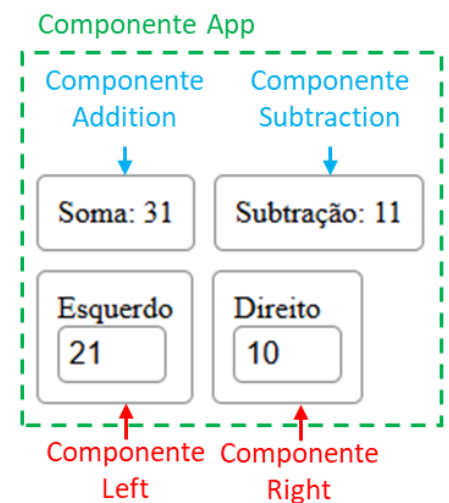 Componente App
Componente Componente
Addition Subtraction
Soma: 31 Subtração: 11
Esquerdo Direito
21 10
Componente Componente
Left Right